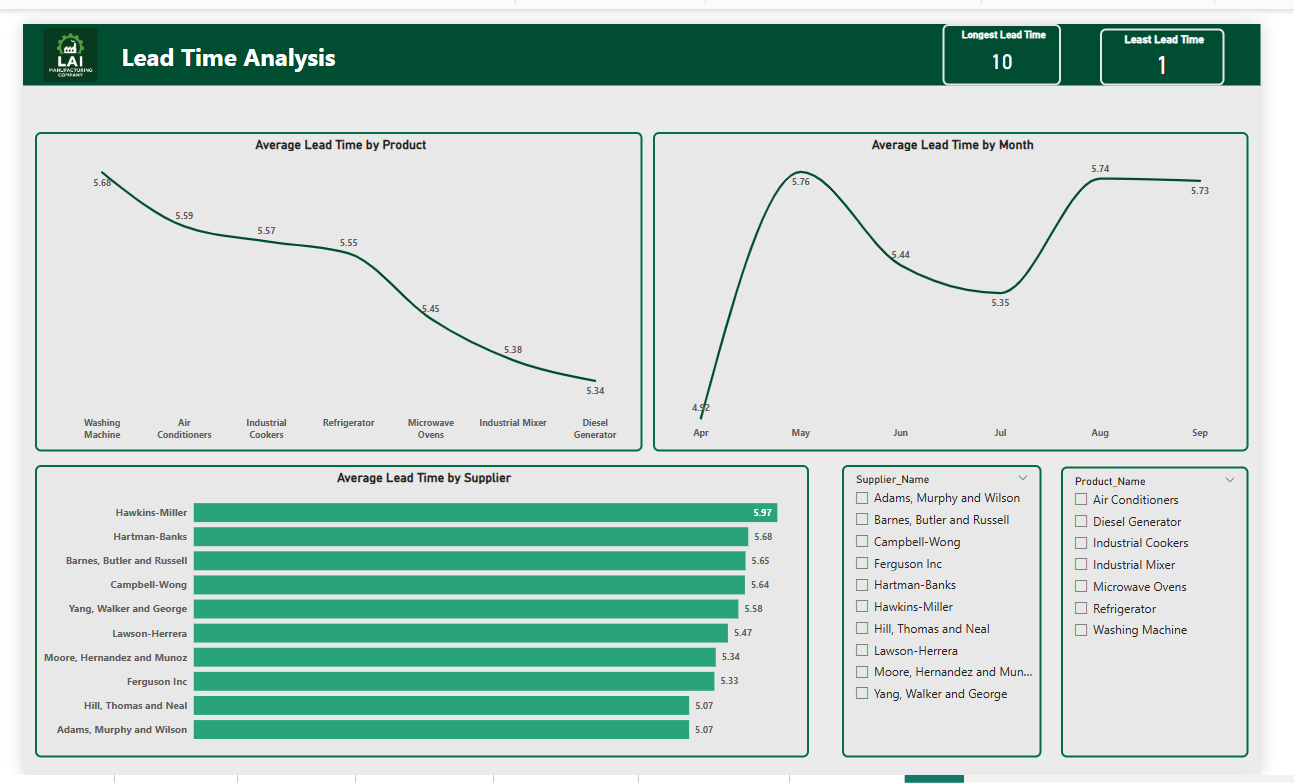 LAI
MANUFACTURING
COMPANY
Lead Time Analysis
Longest Lead Time
10
Least Lead Time
1
Average Lead Time by Product
5.68
5.59
5.57
5.55
5.45
5.38
5.34
Washing
Machine
Air
Conditioners
Industrial
Cookers
Refrigerator
Microwave
Ovens
Industrial Mixer
Diesel
Generator
Average Lead Time by Month
4.92
5.76
5.44
5.35
5.74
5.73
Apr
May
Jun
Jul
Aug
Sep
Average Lead Time by Supplier
Hawkins-Miller 5.97
Hartman-Banks 5.68
Barnes, Butler and Russell 5.65
Campbell-Wong 5.64
Yang, Walker and George 5.58
Lawson-Herrera 5.47
Moore, Hernandez and Munoz 5.34
Ferguson Inc 5.33
Hill, Thomas and Neal 5.07
Adams, Murphy and Wilson 5.07
Supplier_Name
Adams, Murphy and Wilson
Barnes, Butler and Russell
Campbell-Wong
Ferguson Inc
Hartman-Banks
Hawkins-Miller
Hill, Thomas and Neal
Lawson-Herrera
Moore, Hernandez and Mun...
Yang, Walker and George
Product_Name
Air Conditioners
Diesel Generator
Industrial Cookers
Industrial Mixer
Microwave Ovens
Refrigerator
Washing Machine